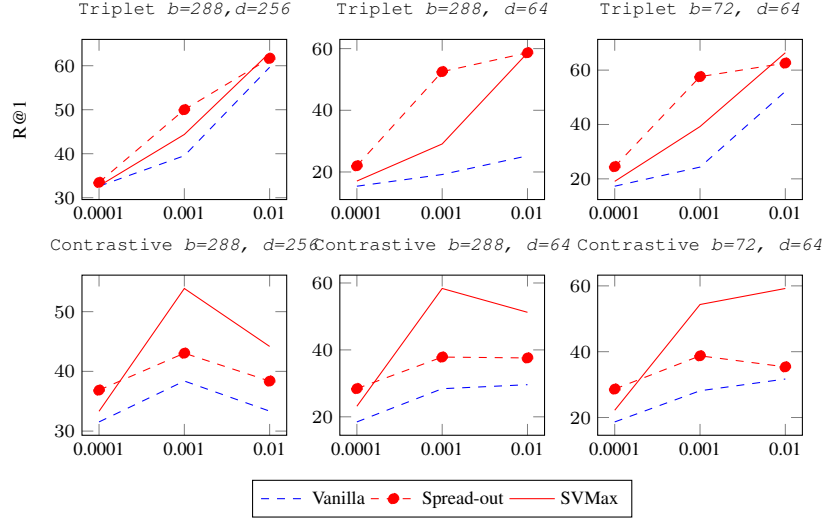 Triplet b=288,d=256
Triplet b=288, d=64
Triplet b=72, d=64
R@1
60
50
40
30
0.0001 0.001 0.01
60
40
20
0.0001 0.001 0.01
60
40
20
0.0001 0.001 0.01
Contrastive b=288, d=256
Contrastive b=288, d=64
Contrastive b=72, d=64
50
40
30
0.0001 0.001 0.01
60
40
20
0.0001 0.001 0.01
60
40
20
0.0001 0.001 0.01
Vanilla Spread-out SVMax